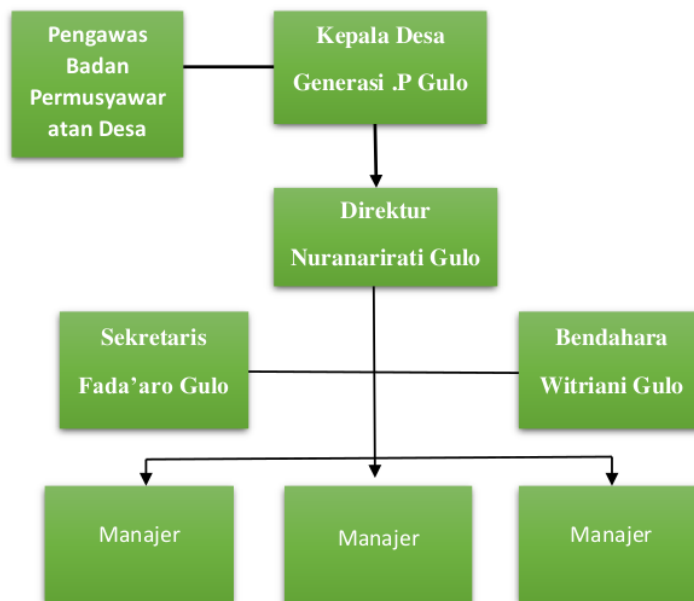 Pengawas
Badan
Permusyawar
atan Desa
Kepala Desa
Generasi .P Gulo
Direktur
Nuranarirati Gulo
Sekretaris
Fada’aro Gulo
Bendahara
Witriani Gulo
Manajer
Manajer
Manajer